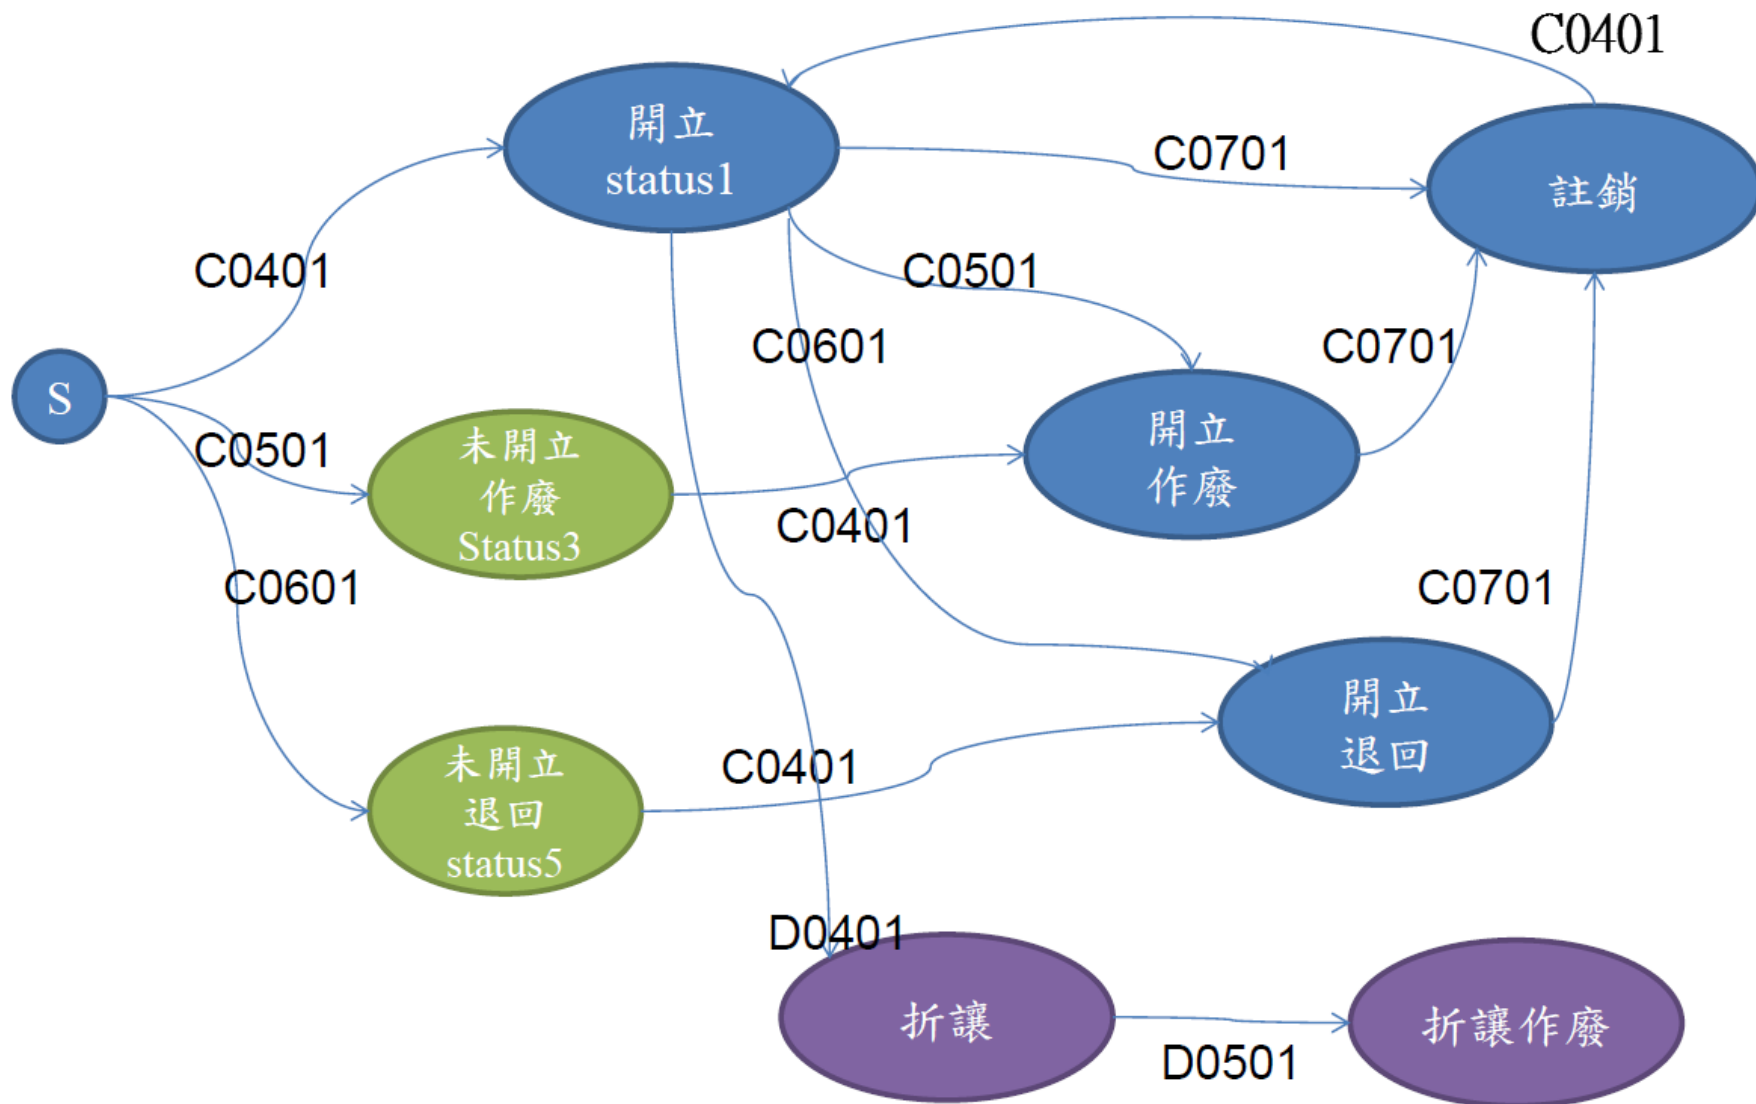 C0401
開立
status1
C0701
註銷
C0401
C0501
C0601
C0701
S
C0501
未開立
作廢
Status3
開立
作廢
C0401
C0601
C0701
開立
退回
未開立
退回
status5
C0401
D0401
折讓
折讓作廢
D0501